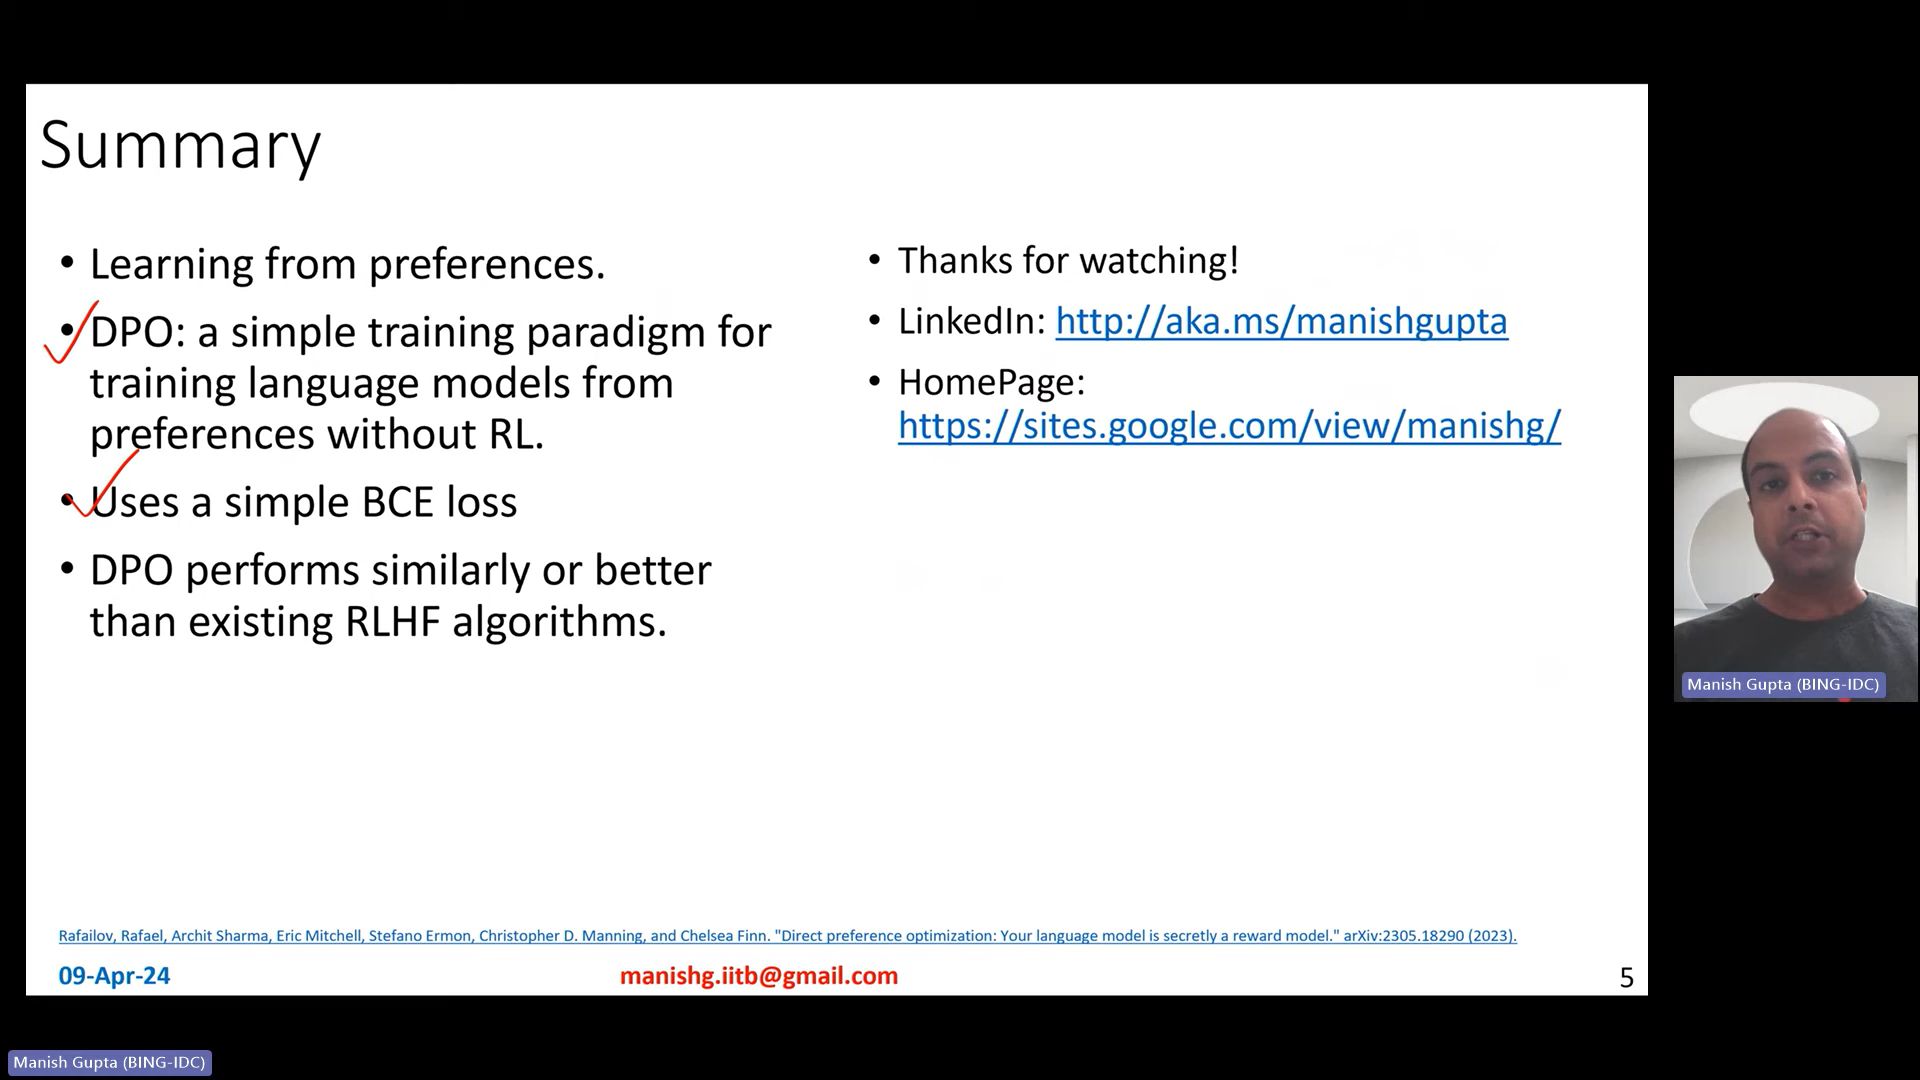 Summary
• Learning from preferences.
• DPO: a simple training paradigm for
training language models from
preferences without RL.
• Uses a simple BCE loss
• DPO performs similarly or better
than existing RLHF algorithms.
• Thanks for watching!
• LinkedIn: http://aka.ms/manishgupta
• HomePage:
https://sites.google.com/view/manishg/
Manish Gupta (BING-IDC)
Rafailov, Rafael, Archit Sharma, Eric Mitchell, Stefano Ermon, Christopher D. Manning, and Chelsea Finn. "Direct preference optimization: Your language model is secretly a reward model." arXiv:2305.18290 (2023).
09-Apr-24
manishg.iitb@gmail.com
5
Manish Gupta (BING-IDC)